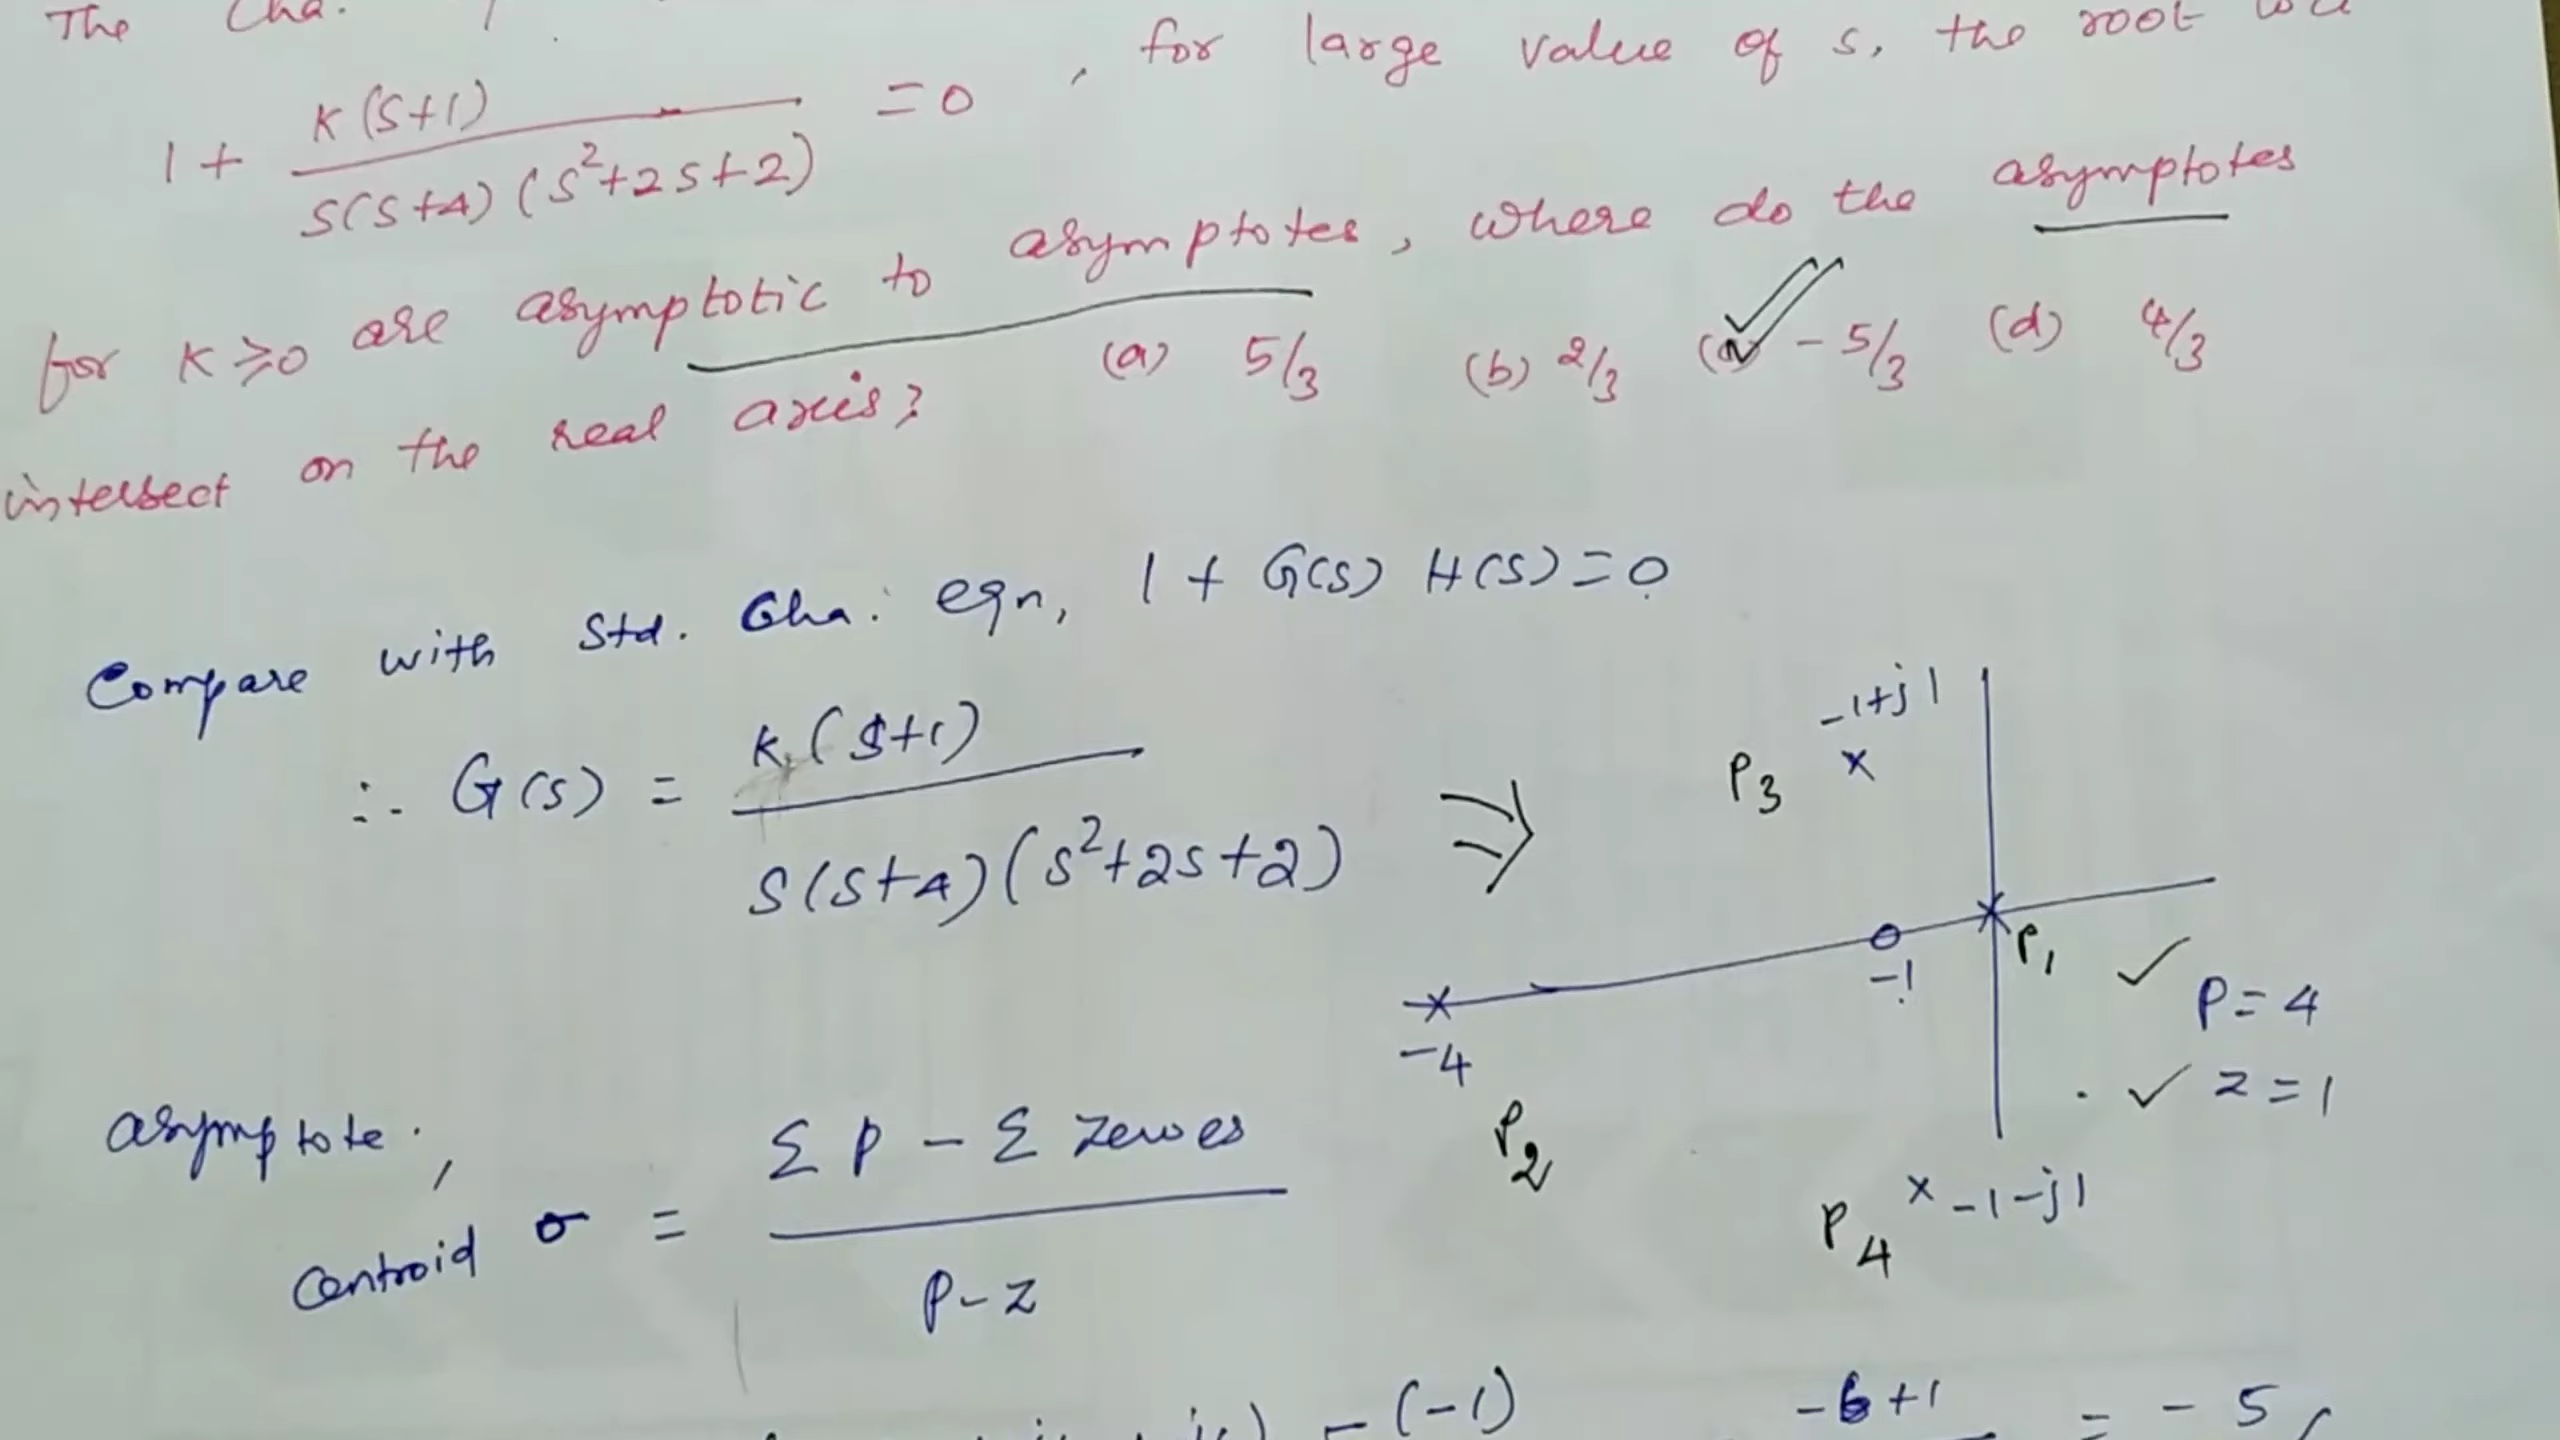 The Cha.
1 + K(S+1) / S(S+4)(S²+2S+2) = 0 , for large value of s, the root
for K ≥ 0 are asymptotic to asymptotes, where do the asymptotes
intersect on the real axis? (a) 5/3 (b) 2/3 - 5/3 (d) 4/3
Compare with Std. Cha. eqn, 1 + G(S) H(S) = 0
∴ G(S) = K(S+1) / S(S+4)(S²+2S+2) ⇒
-1+j1
P3 x
-1
P1
-4
P2
P = 4
z = 1
P4 x -1-j1
asymptote,
Centroid σ = Σ P - Σ Zeroes / P - Z
- (-1) -6+1 = - 5